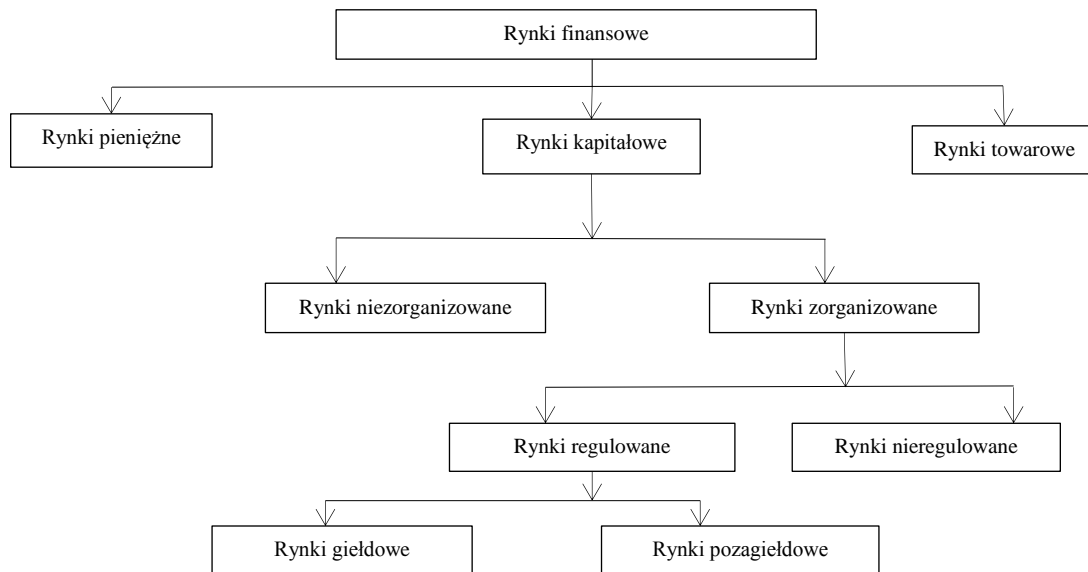 Rynki finansowe
Rynki pieniężne
Rynki kapitałowe
Rynki towarowe
Rynki niezorganizowane
Rynki zorganizowane
Rynki regulowane
Rynki nieregulowane
Rynki giełdowe
Rynki pozagiełdowe